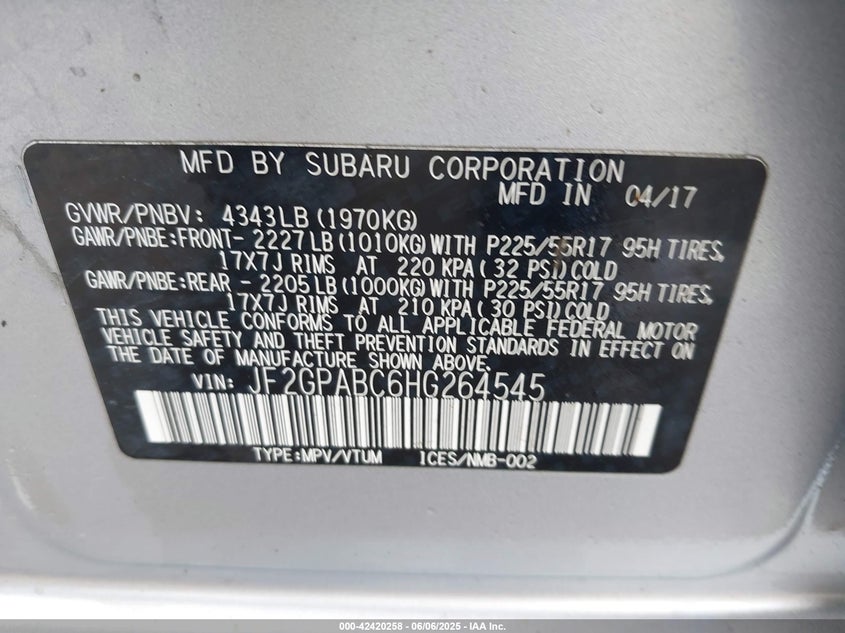 MFD BY SUBARU CORPORATION
MFD IN 04/17
GVWR/PNBV: 4343LB (1970KG)
GAWR/PNBE:FRONT- 2227LB (1010KG) WITH P225/55R17 95H TIRES,
17X7J RIMS AT 220 KPA ( 32 PSI) COLD
GAWR/PNBE:REAR - 2205LB (1000KG) WITH P225/55R17 95H TIRES,
17X7J RIMS AT 210 KPA ( 30 PSI) COLD
THIS VEHICLE CONFORMS TO ALL APPLICABLE FEDERAL MOTOR
VEHICLE SAFETY AND THEFT PREVENTION STANDARDS IN EFFECT ON
THE DATE OF MANUFACTURE SHOWN ABOVE.
VIN: JF2GPABC6HG264545
TYPE:MPV/VTUM ICES/NMB-002
000-42420258 - 06/06/2025 - IAA Inc.